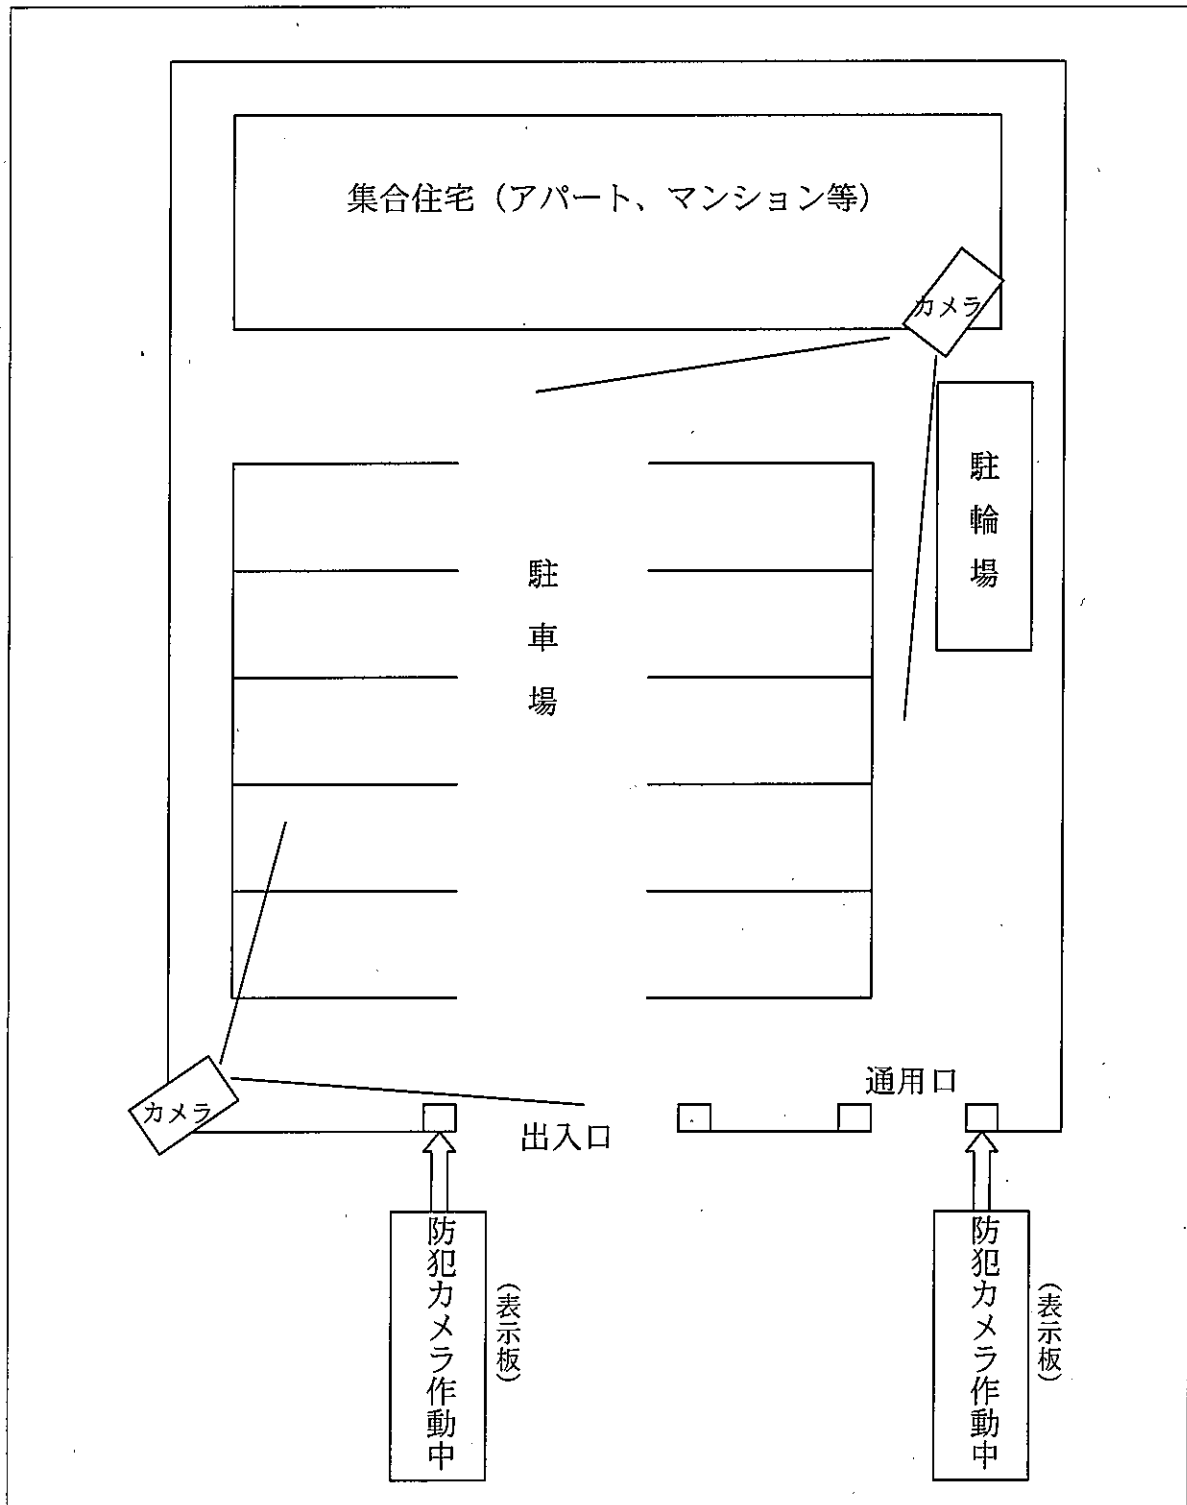 集合住宅（アパート、マンション等）
カメラ
駐輪場
駐車場
通用口
カメラ
出入口
防犯カメラ作動中
（表示板）
防犯カメラ作動中
（表示板）